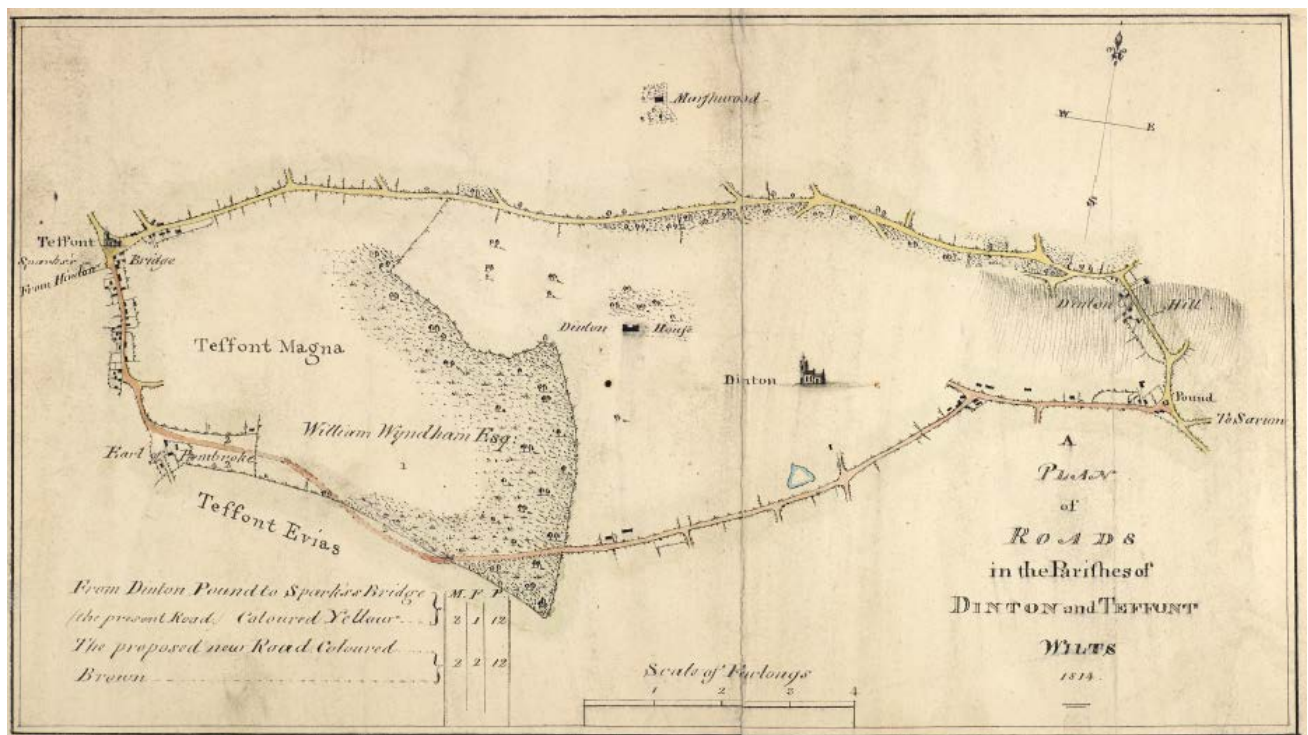 Marshwood
W
E
S
Teffont
Spark's Bridge
From Hindon
Dinton Hill
Teffont Magna
Dinton House
Dinton
Pound
To Sarum
William Wyndham Esqr.
Earl Pembroke
Teffont Evias
A
PLAN
of
ROADS
in the Parishes of
DINTON and TEFFONT
WILTS
1814.
From Dinton Pound to Spark's Bridge
(the present Road) Coloured Yellow
The proposed new Road Coloured
Brown
M. F P
2 1 12
2 2 12
Scale of Furlongs
1 2 3 4